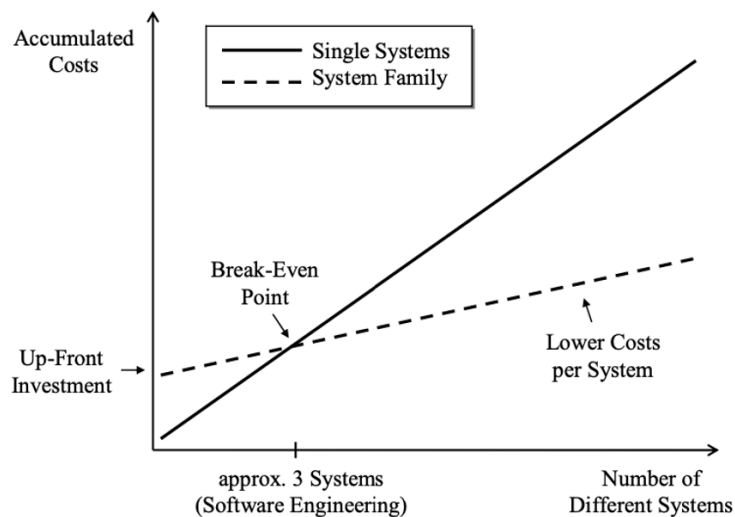 Accumulated
Costs
Single Systems
System Family
Break-Even
Point
Up-Front
Investment
Lower Costs
per System
approx. 3 Systems
(Software Engineering)
Number of
Different Systems